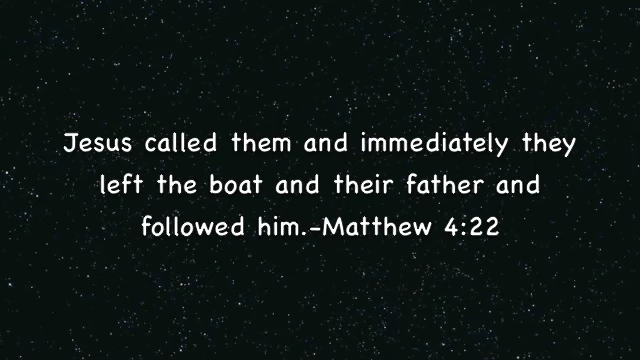 Jesus called them and immediately they
left the boat and their father and
followed him.-Matthew 4:22